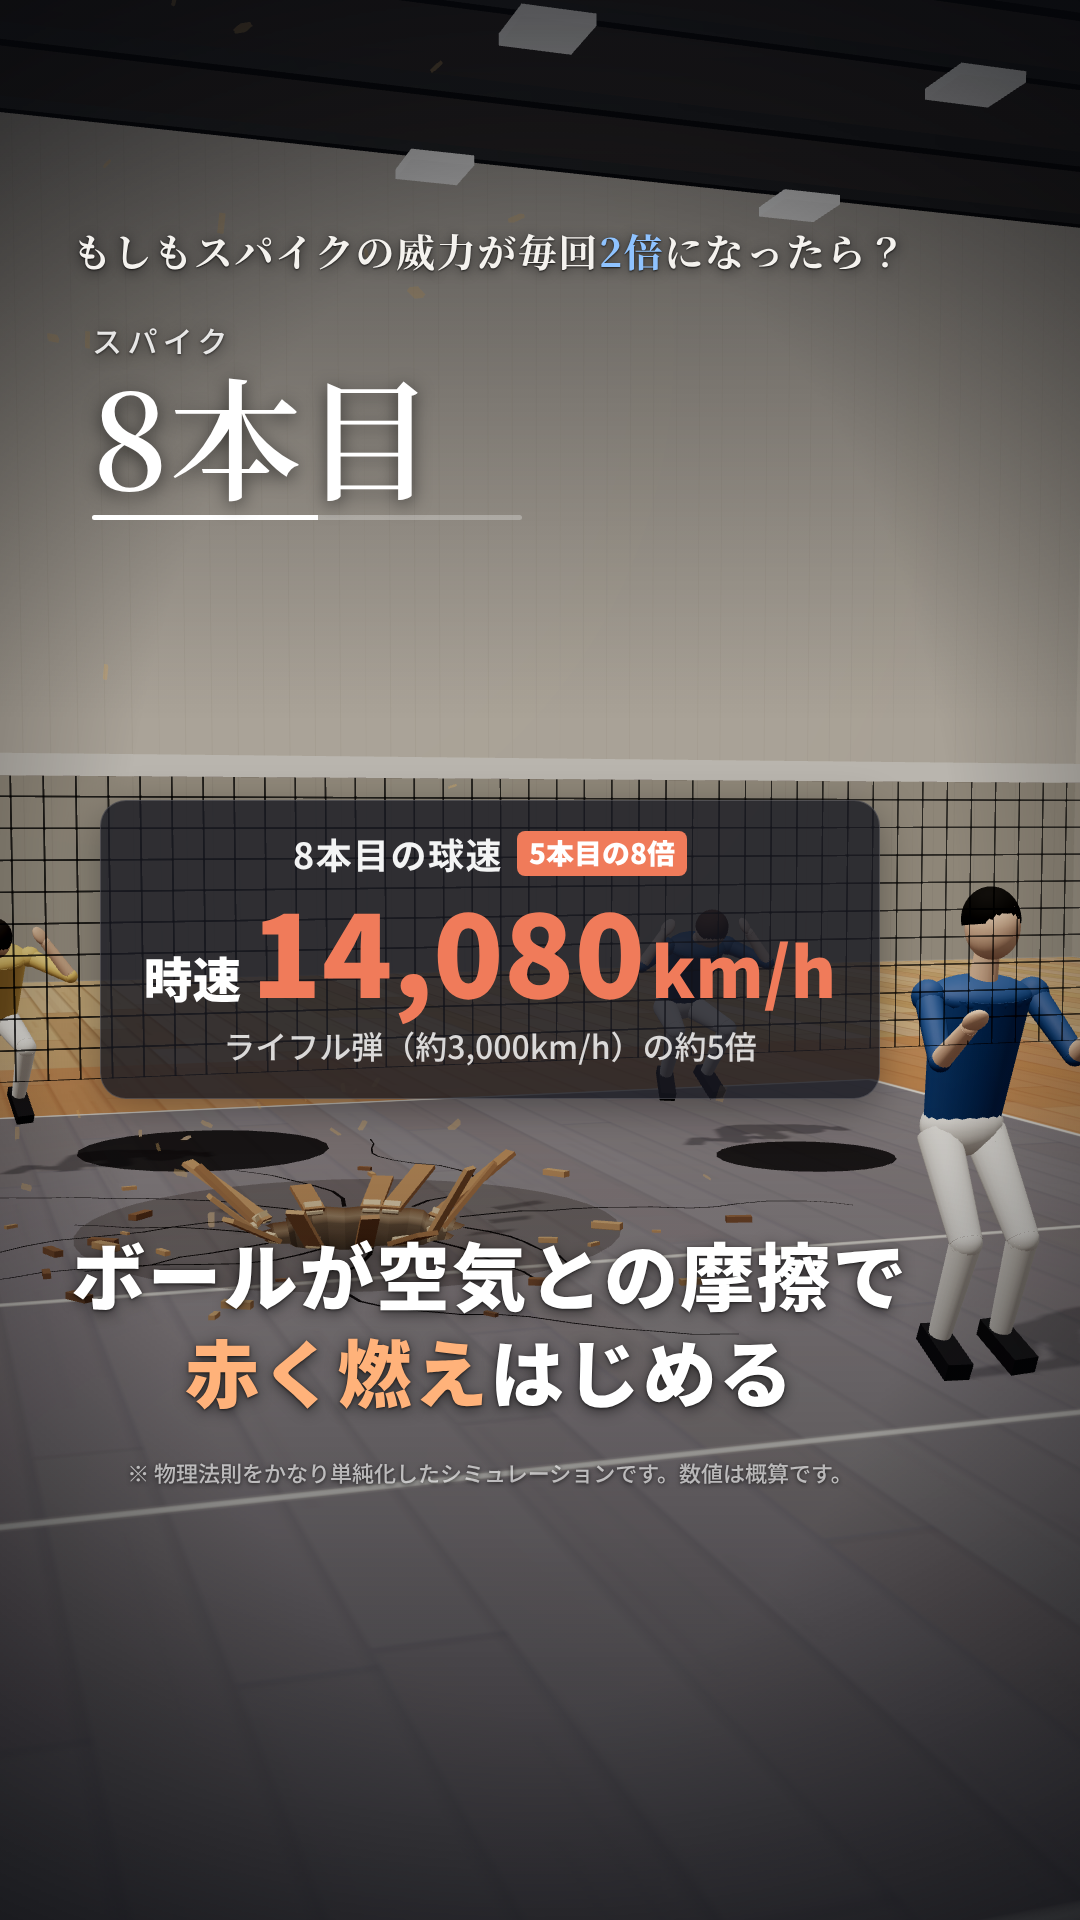 もしもスパイクの威力が毎回2倍になったら？
スパイク
8本目
8本目の球速 5本目の8倍
時速 14,080km/h
ライフル弾（約3,000km/h）の約5倍
ボールが空気との摩擦で
赤く燃えはじめる
※ 物理法則をかなり単純化したシミュレーションです。数値は概算です。